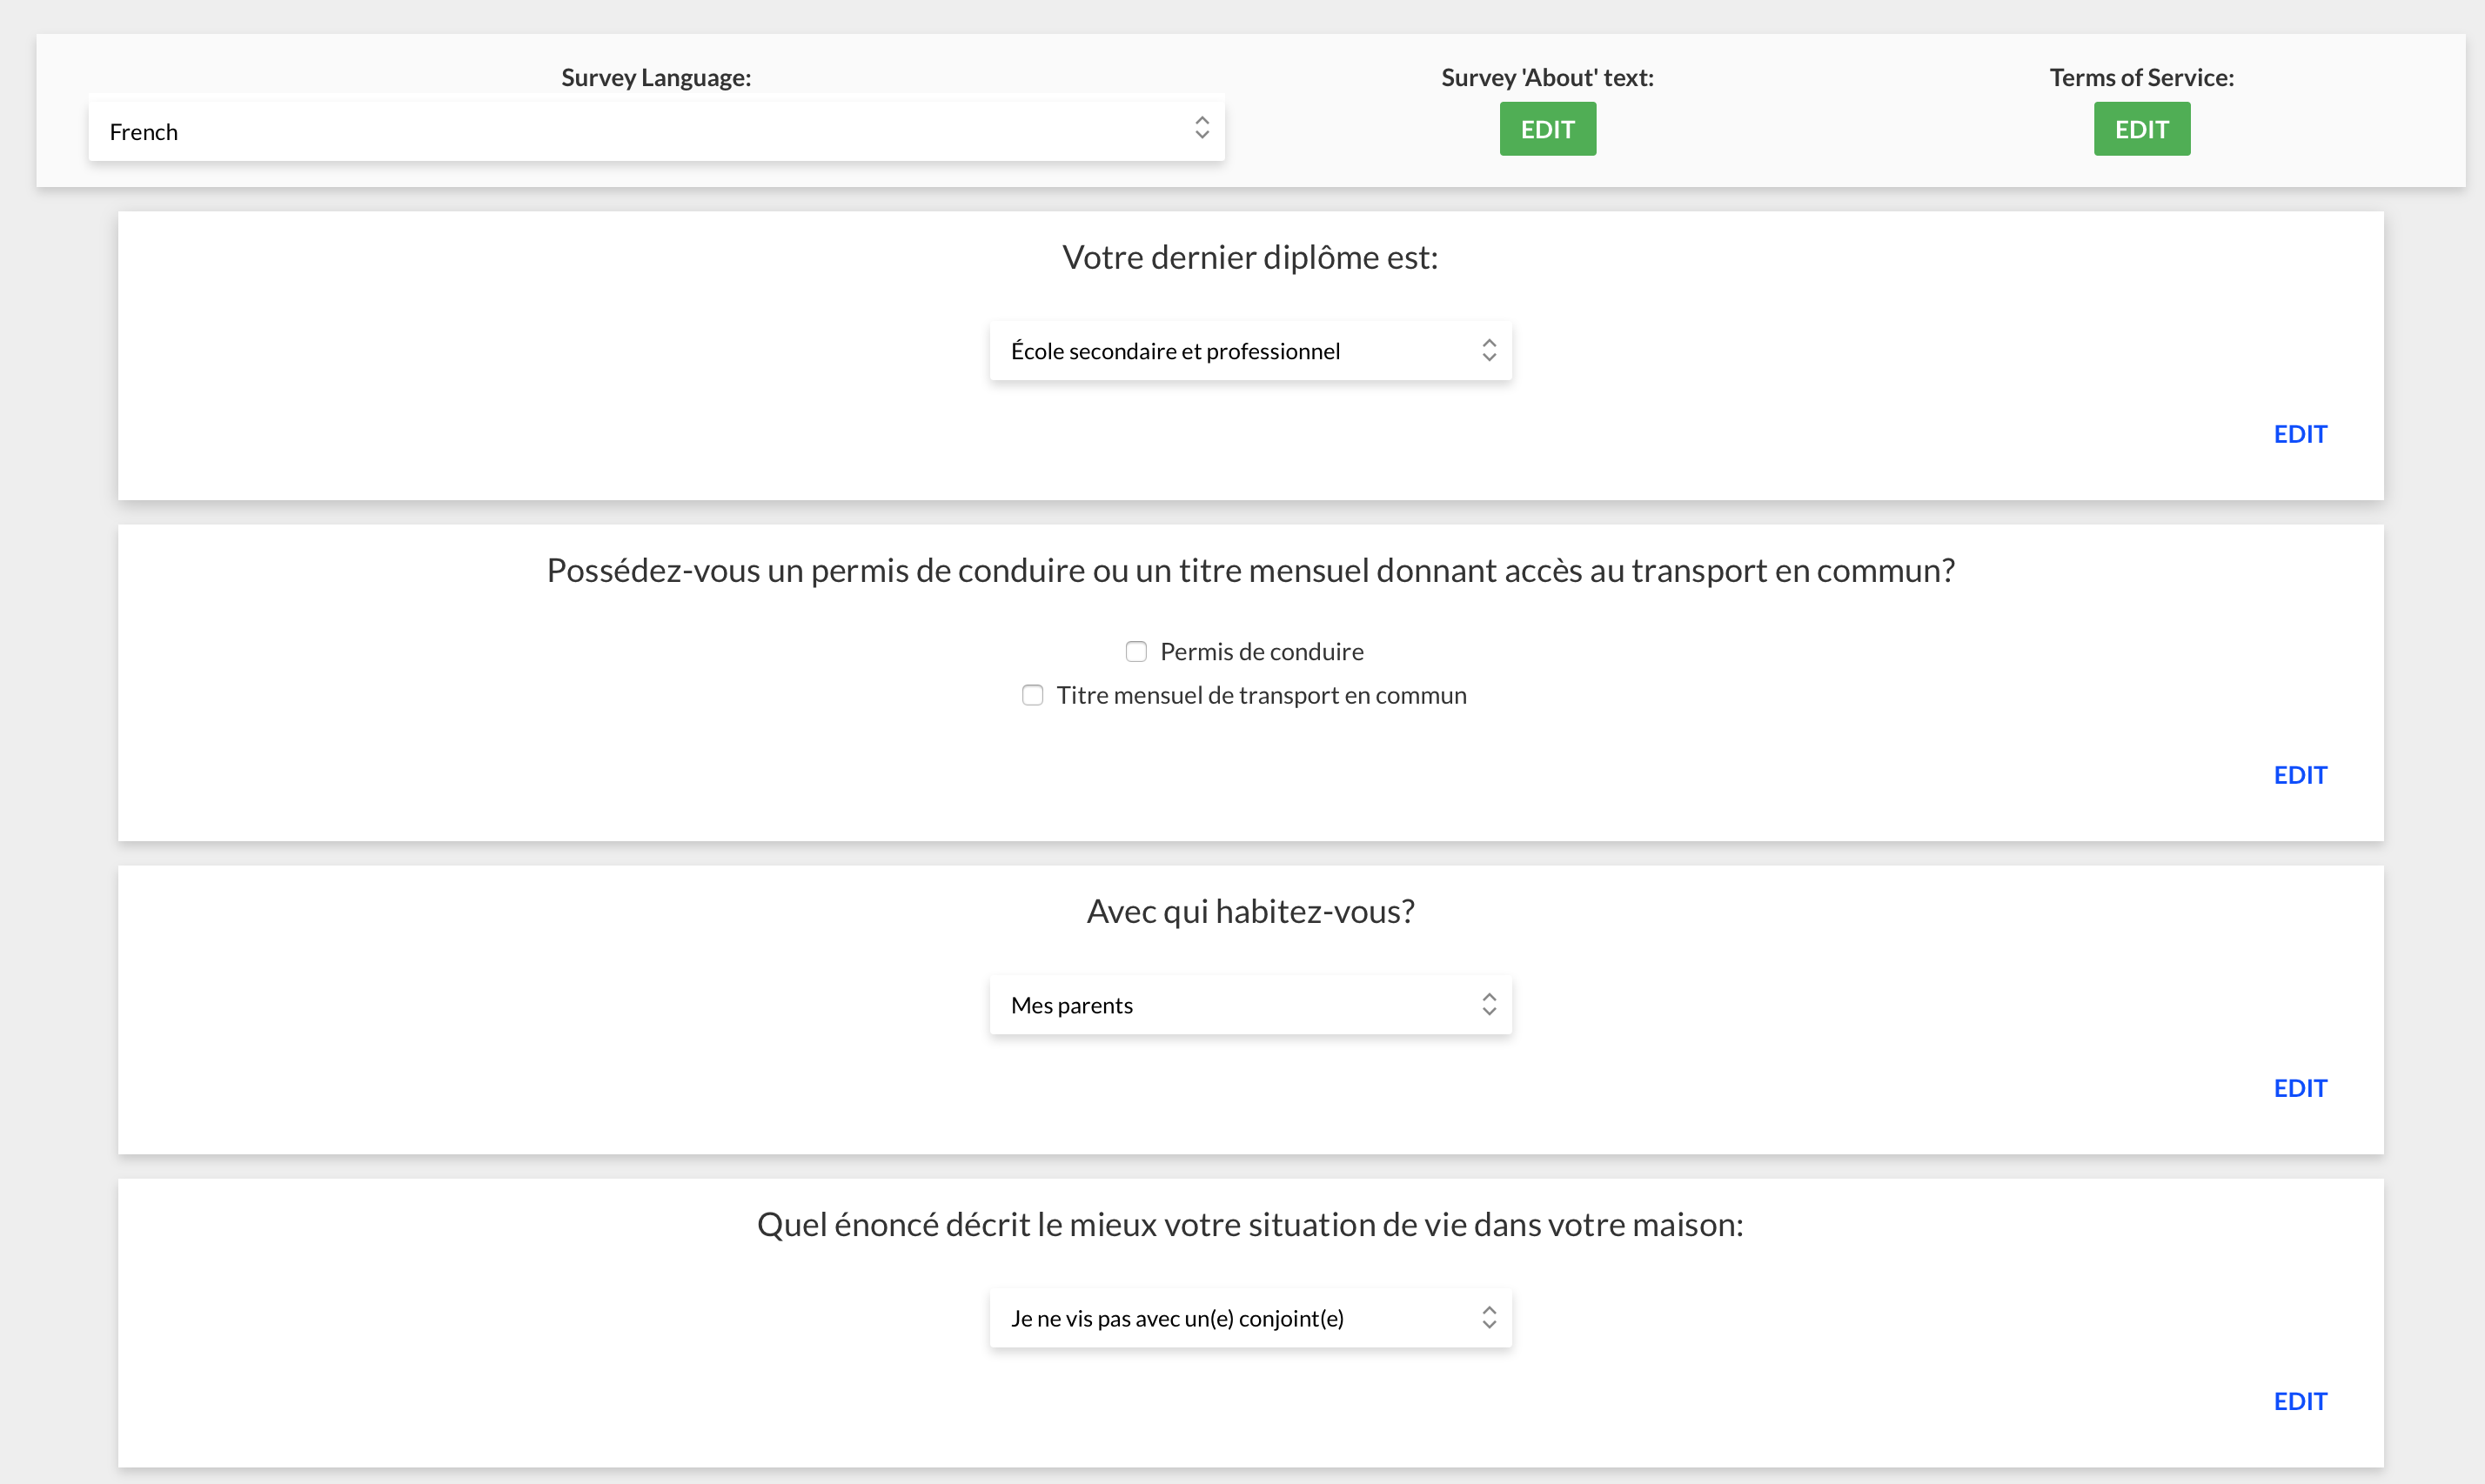 Survey Language:
Survey 'About' text:
Terms of Service:
French
EDIT
EDIT
Votre dernier diplôme est:
École secondaire et professionnel
EDIT
Possédez-vous un permis de conduire ou un titre mensuel donnant accès au transport en commun?
Permis de conduire
Titre mensuel de transport en commun
EDIT
Avec qui habitez-vous?
Mes parents
EDIT
Quel énoncé décrit le mieux votre situation de vie dans votre maison:
Je ne vis pas avec un(e) conjoint(e)
EDIT